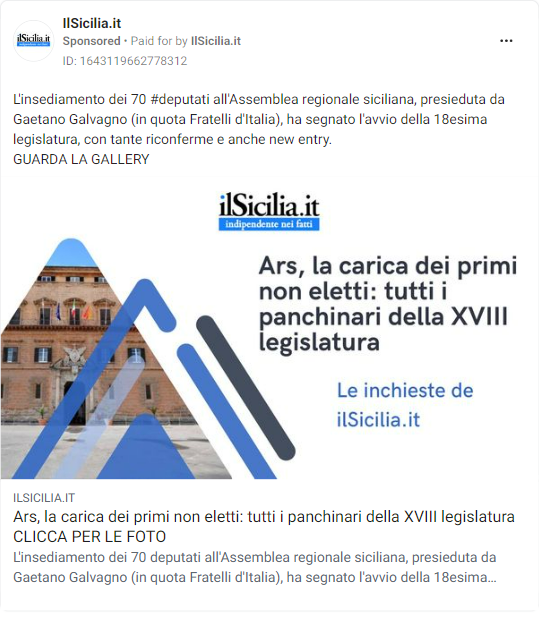 ilSicilia.it
indipendente nei fatti
IlSicilia.it
Sponsored • Paid for by IlSicilia.it
ID: 1643119662778312
L'insediamento dei 70 #deputati all'Assemblea regionale siciliana, presieduta da
Gaetano Galvagno (in quota Fratelli d'Italia), ha segnato l'avvio della 18esima
legislatura, con tante riconferme e anche new entry.
GUARDA LA GALLERY
ilSicilia.it
indipendente nei fatti
Ars, la carica dei primi
non eletti: tutti i
panchinari della XVIII
legislatura
Le inchieste de
ilSicilia.it
ILSICILIA.IT
Ars, la carica dei primi non eletti: tutti i panchinari della XVIII legislatura
CLICCA PER LE FOTO
L'insediamento dei 70 deputati all'Assemblea regionale siciliana, presieduta da
Gaetano Galvagno (in quota Fratelli d'Italia), ha segnato l'avvio della 18esima...